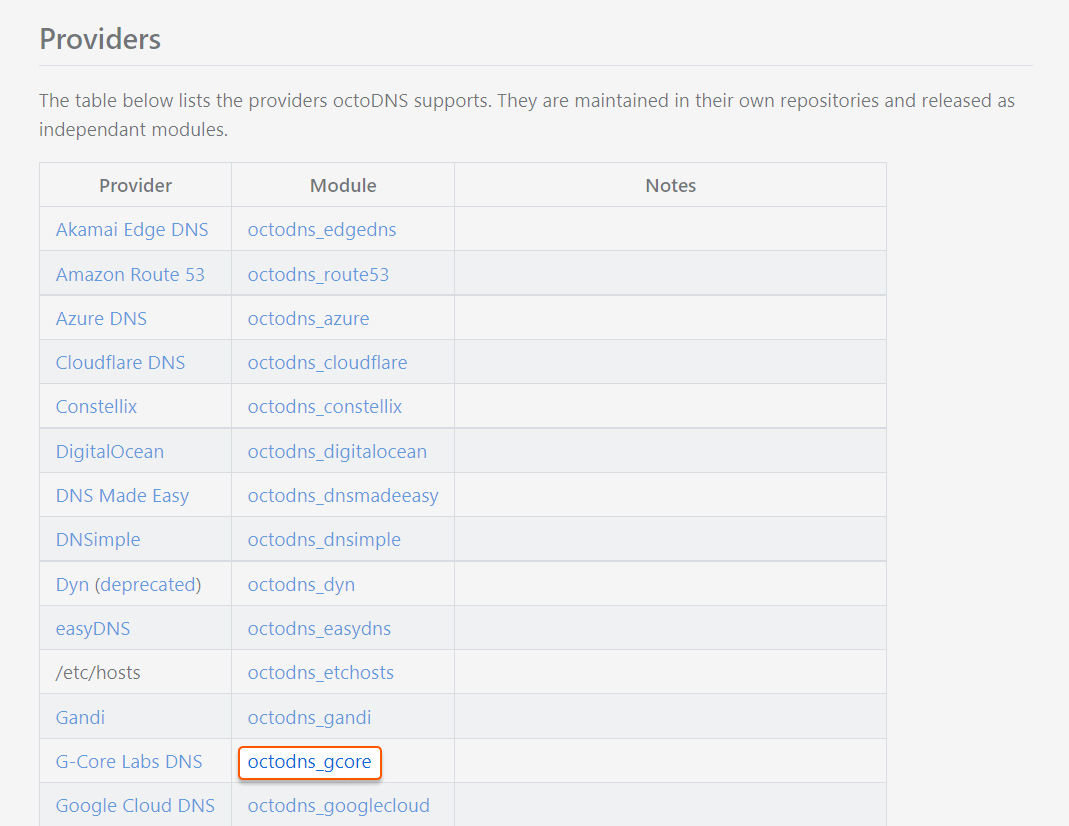 Providers
The table below lists the providers octoDNS supports. They are maintained in their own repositories and released as
independant modules.
Provider Module Notes
Akamai Edge DNS octodns_edgedns
Amazon Route 53 octodns_route53
Azure DNS octodns_azure
Cloudflare DNS octodns_cloudflare
Constellix octodns_constellix
DigitalOcean octodns_digitalocean
DNS Made Easy octodns_dnsmadeeasy
DNSimple octodns_dnsimple
Dyn (deprecated) octodns_dyn
easyDNS octodns_easydns
/etc/hosts octodns_etchosts
Gandi octodns_gandi
G-Core Labs DNS octodns_gcore
Google Cloud DNS octodns_googlecloud